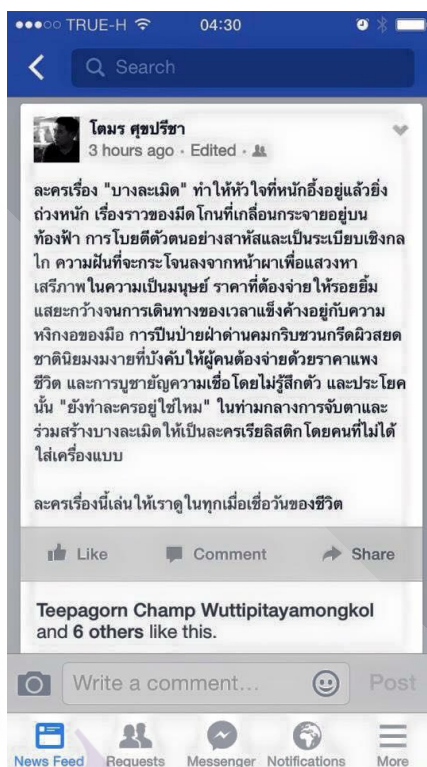 TRUE-H 04:30
Search
โตมร ศุขปรีชา
3 hours ago · Edited ·
ละครเรื่อง "บางละเมิด" ทำให้หัวใจที่หนักอึ้งอยู่แล้วยิ่ง
ถ่วงหนัก เรื่องราวของมีดโกนที่เกลื่อนกระจายอยู่บน
ท้องฟ้า การโบยตีตัวตนอย่างสาหัสและเป็นระเบียบเชิงกล
ไก ความฝันที่จะกระโจนลงจากหน้าผาเพื่อแสวงหา
เสรีภาพในความเป็นมนุษย์ ราคาที่ต้องจ่ายให้รอยยิ้ม
แสยะกว้างจนการเดินทางของเวลาแข็งค้างอยู่กับความ
หงิกงอของมือ การปีนป่ายฝ่าด่านคมกริบชวนกรีดผิวสยด
ชาตินิยมงมงายที่บังคับให้ผู้คนต้องจ่ายด้วยราคาแพง
ชีวิต และการบูชายัญความเชื่อโดยไม่รู้สึกตัว และประโยค
นั้น "ยังทำละครอยู่ใช่ไหม" ในท่ามกลางการจับตาและ
ร่วมสร้างบางละเมิดให้เป็นละครเรียลิสติกโดยคนที่ไม่ได้
ใส่เครื่องแบบ
ละครเรื่องนี้เล่นให้เราดูในทุกเมื่อเชื่อวันของชีวิต
Like Comment Share
Teepagorn Champ Wuttipitayamongkol
and 6 others like this.
Write a comment... Post
News Feed Requests Messenger Notifications More